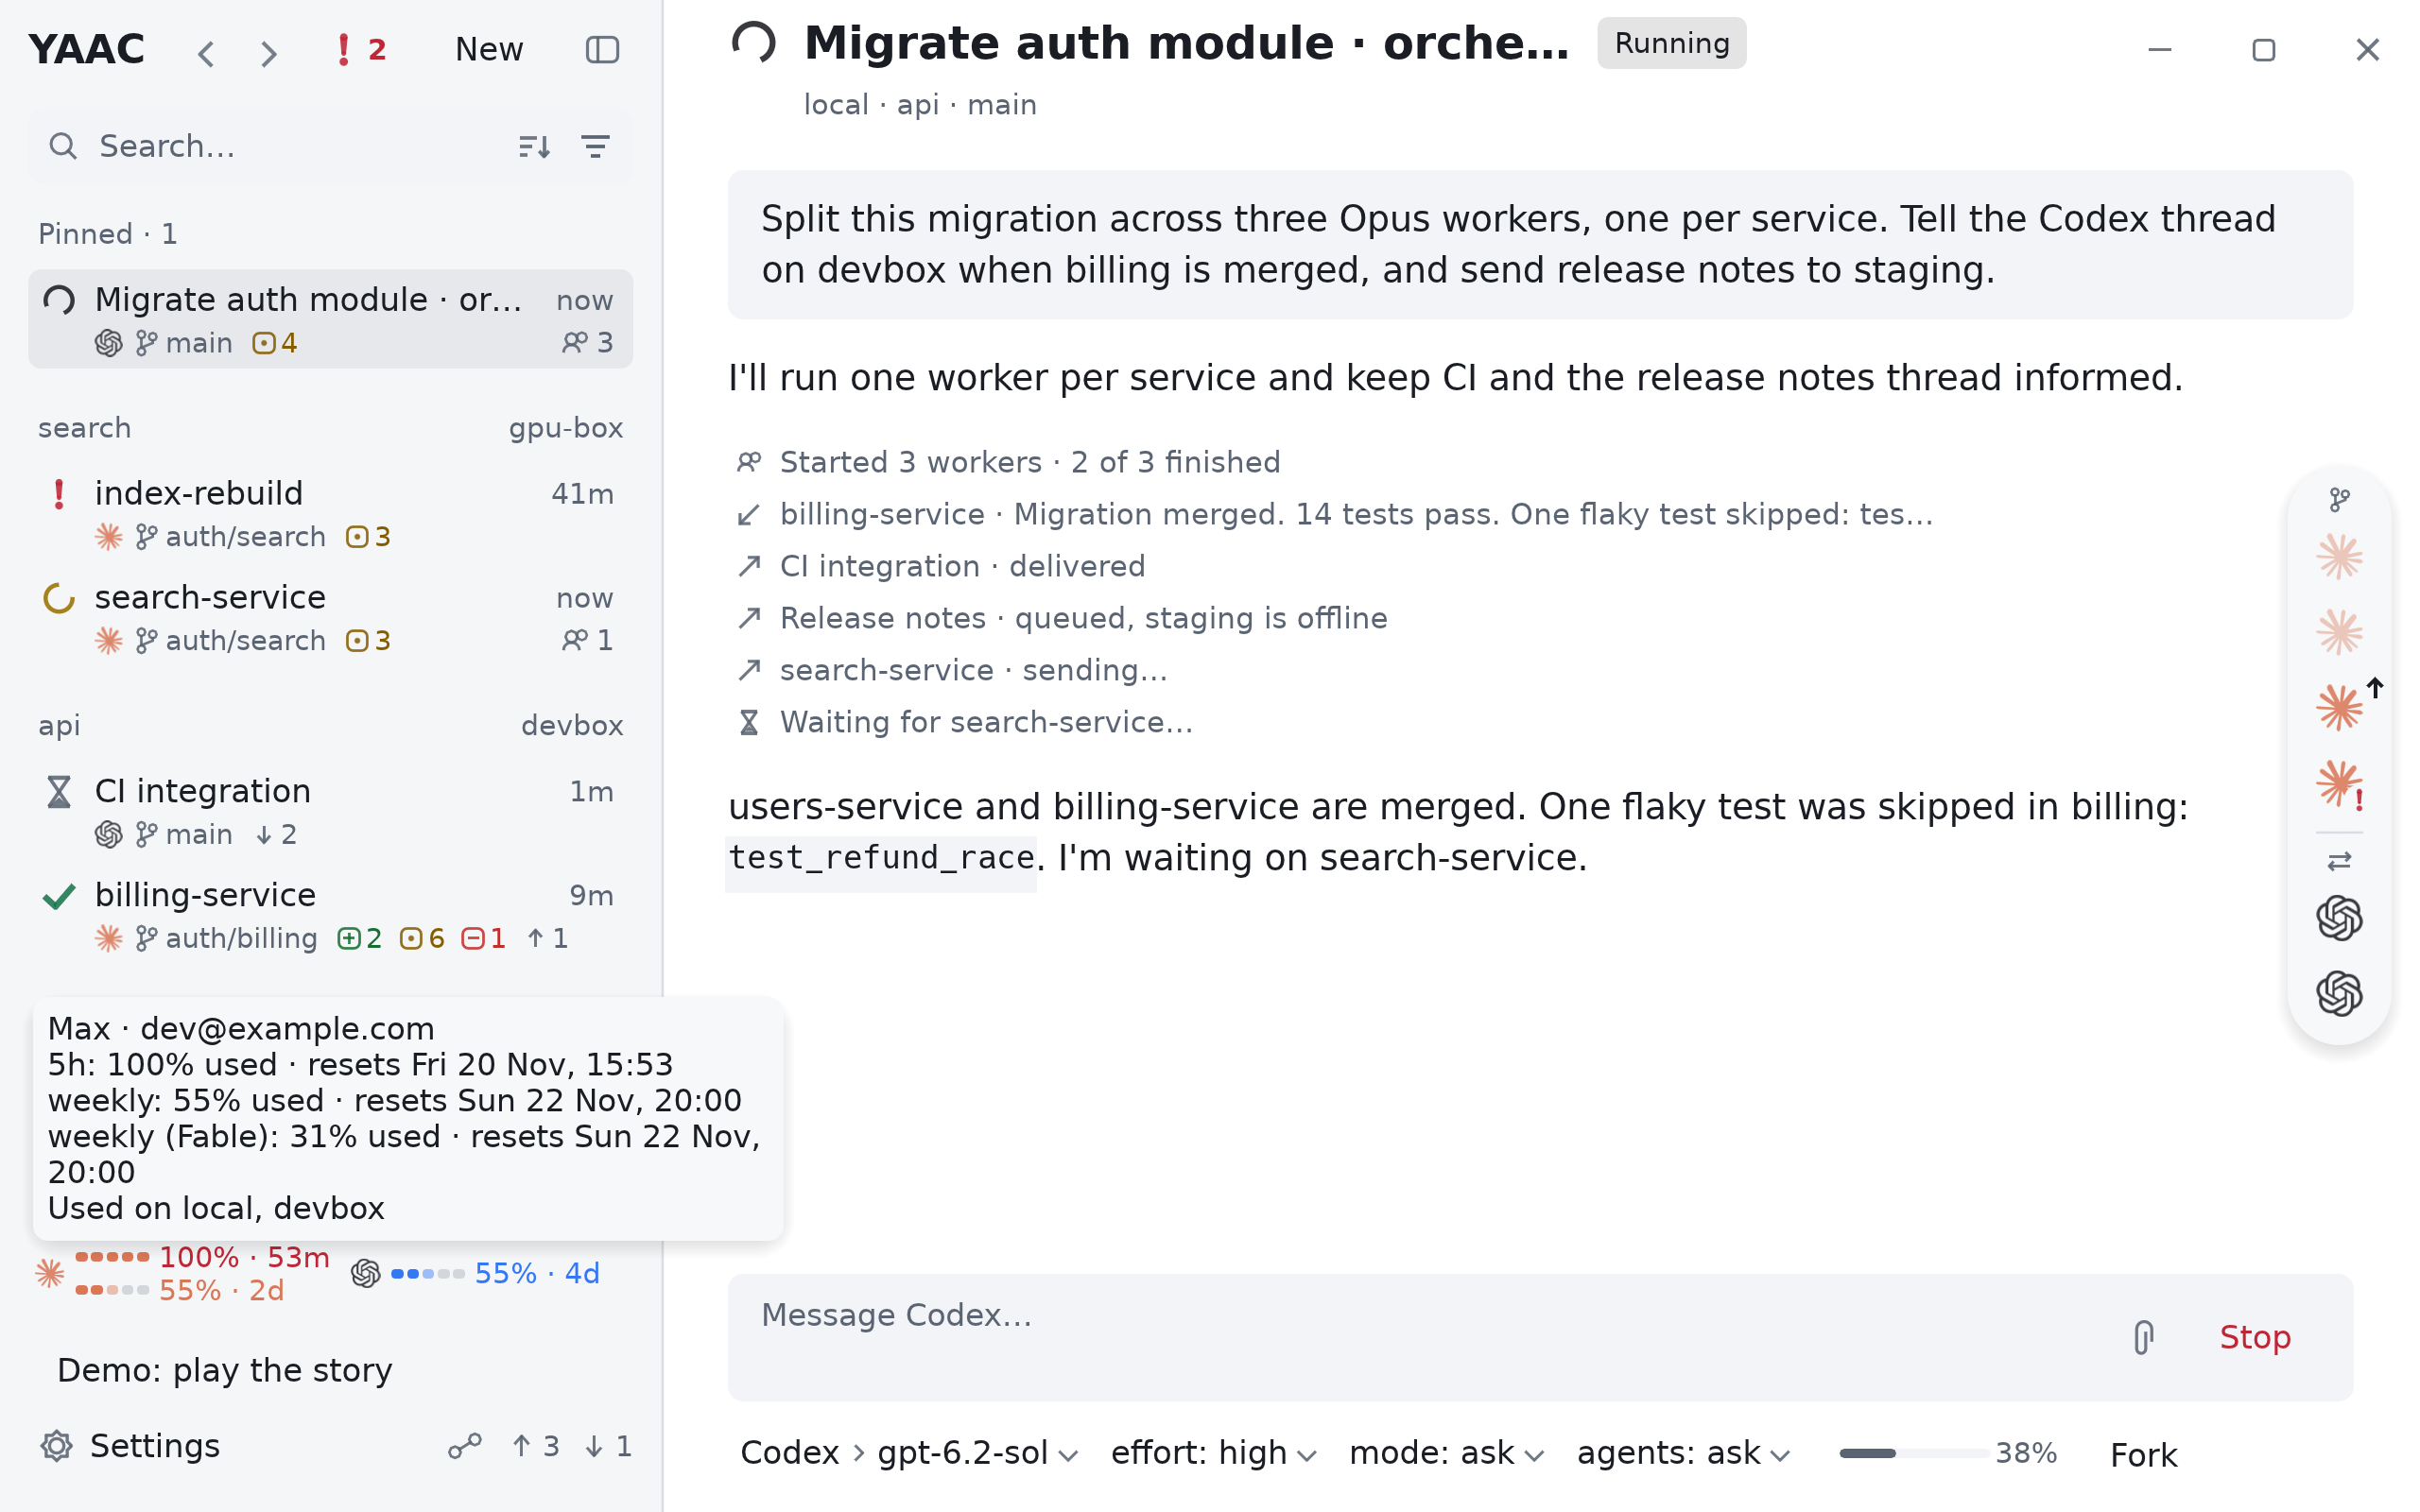 YAAC
2
New
Search...
Pinned · 1
Migrate auth module · or... now
main 4 3
search gpu-box
index-rebuild 41m
auth/search 3
search-service now
auth/search 3 1
api devbox
CI integration 1m
main 2
billing-service 9m
auth/billing 2 6 1 1
Max · dev@example.com
5h: 100% used · resets Fri 20 Nov, 15:53
weekly: 55% used · resets Sun 22 Nov, 20:00
weekly (Fable): 31% used · resets Sun 22 Nov,
20:00
Used on local, devbox
100% · 53m
55% · 2d
55% · 4d
Demo: play the story
Settings 3 1
Migrate auth module · orche... Running
local · api · main
Split this migration across three Opus workers, one per service. Tell the Codex thread
on devbox when billing is merged, and send release notes to staging.
I'll run one worker per service and keep CI and the release notes thread informed.
Started 3 workers · 2 of 3 finished
billing-service · Migration merged. 14 tests pass. One flaky test skipped: tes...
CI integration · delivered
Release notes · queued, staging is offline
search-service · sending...
Waiting for search-service...
users-service and billing-service are merged. One flaky test was skipped in billing:
test_refund_race. I'm waiting on search-service.
Message Codex...
Stop
Codex gpt-6.2-sol effort: high mode: ask agents: ask 38% Fork